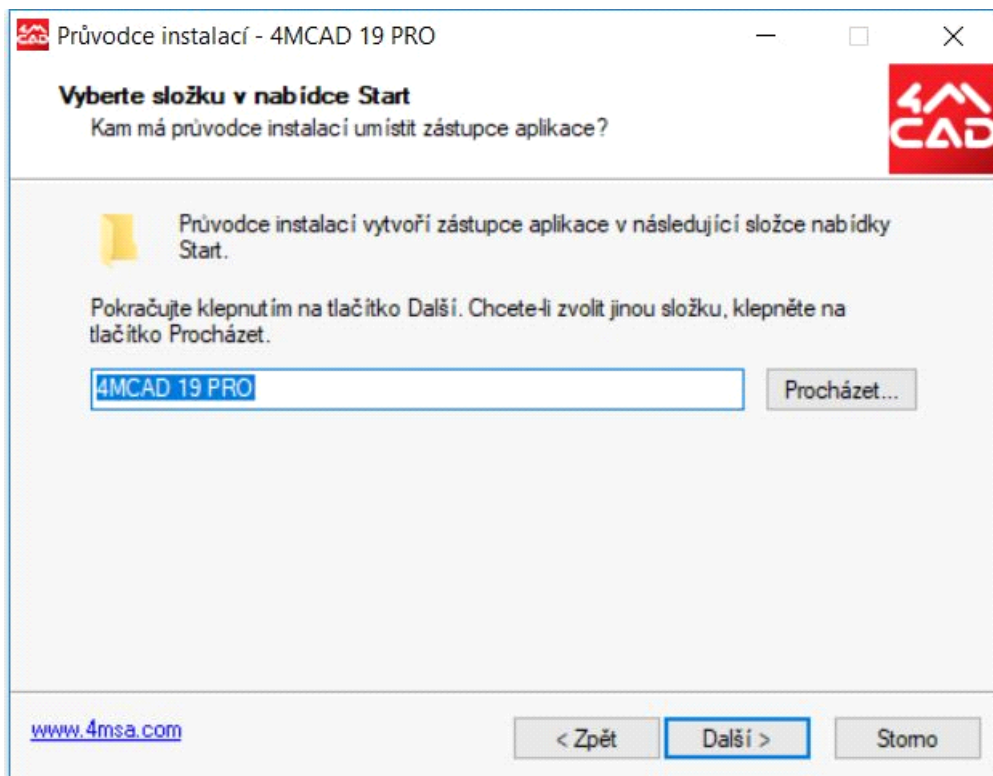 Průvodce instalací - 4MCAD 19 PRO
Vyberte složku v nabídce Start
Kam má průvodce instalací umístit zástupce aplikace?
4M
CAD
Průvodce instalací vytvoří zástupce aplikace v následující složce nabídky
Start.
Pokračujte klepnutím na tlačítko Další. Chcete-li zvolit jinou složku, klepněte na
tlačítko Procházet.
4MCAD 19 PRO
Procházet...
www.4msa.com
< Zpět
Další >
Storno